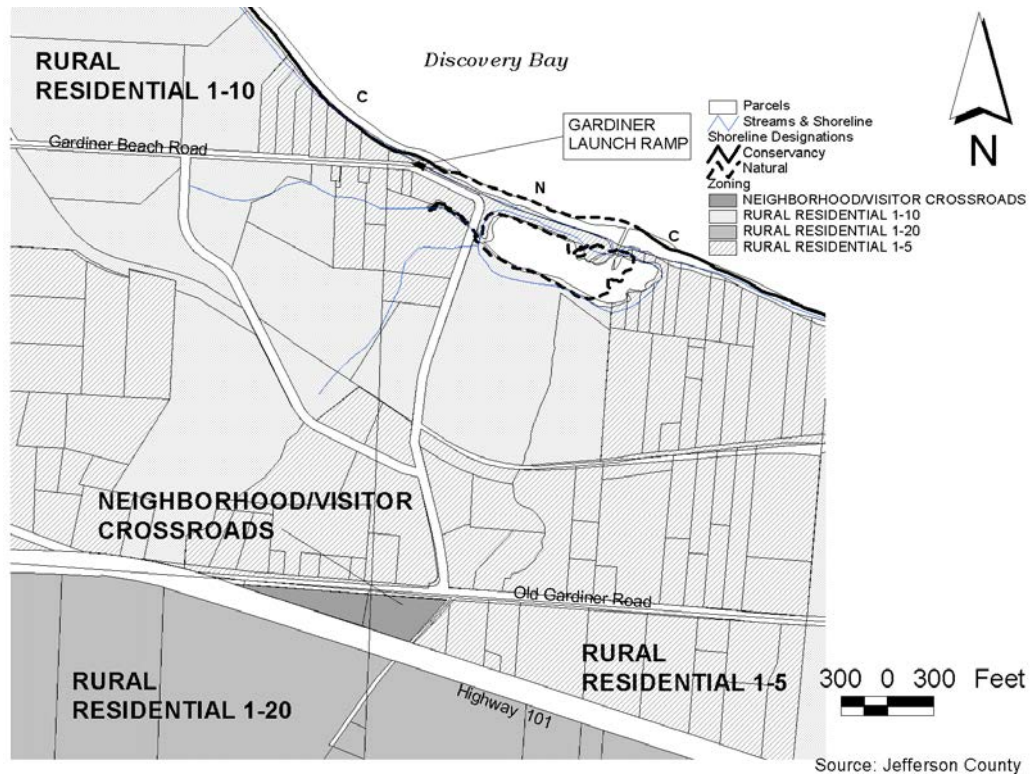 RURAL
RESIDENTIAL 1-10
Discovery Bay
C
GARDINER
LAUNCH RAMP
N
C
Gardiner Beach Road
Parcels
Streams & Shoreline
Shoreline Designations
Conservancy
Natural
Zoning
NEIGHBORHOOD/VISITOR CROSSROADS
RURAL RESIDENTIAL 1-10
RURAL RESIDENTIAL 1-20
RURAL RESIDENTIAL 1-5
N
NEIGHBORHOOD/VISITOR
CROSSROADS
Old Gardiner Road
RURAL
RESIDENTIAL 1-20
Highway 101
RURAL
RESIDENTIAL 1-5
300 0 300 Feet
Source: Jefferson County